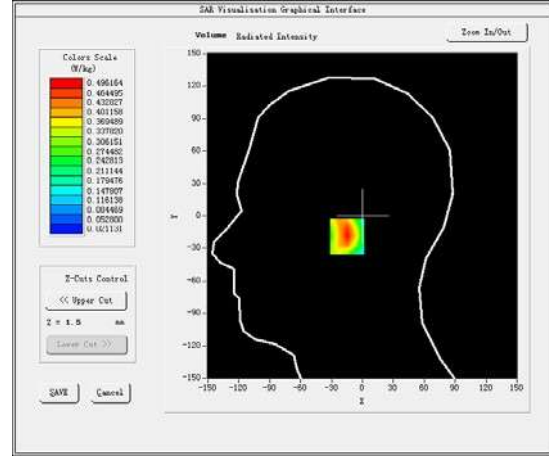 SAR Visualisation Graphical Interface
Volume Radiated Intensity
Zoom In/Out
Colors Scale
(W/kg)
0.496164
0.464495
0.432827
0.401158
0.369489
0.337820
0.306151
0.274482
0.242813
0.211144
0.179476
0.147807
0.116138
0.084469
0.052800
0.021131
Z-Cuts Control
<< Upper Cut
Z = 1.5 mm
Lower Cut >>
SAVE
Cancel
150
120
90
60
30
0
-30
-60
-90
-120
-150
Y
-150 -120 -90 -60 -30 0 30 60 90 120 150
X